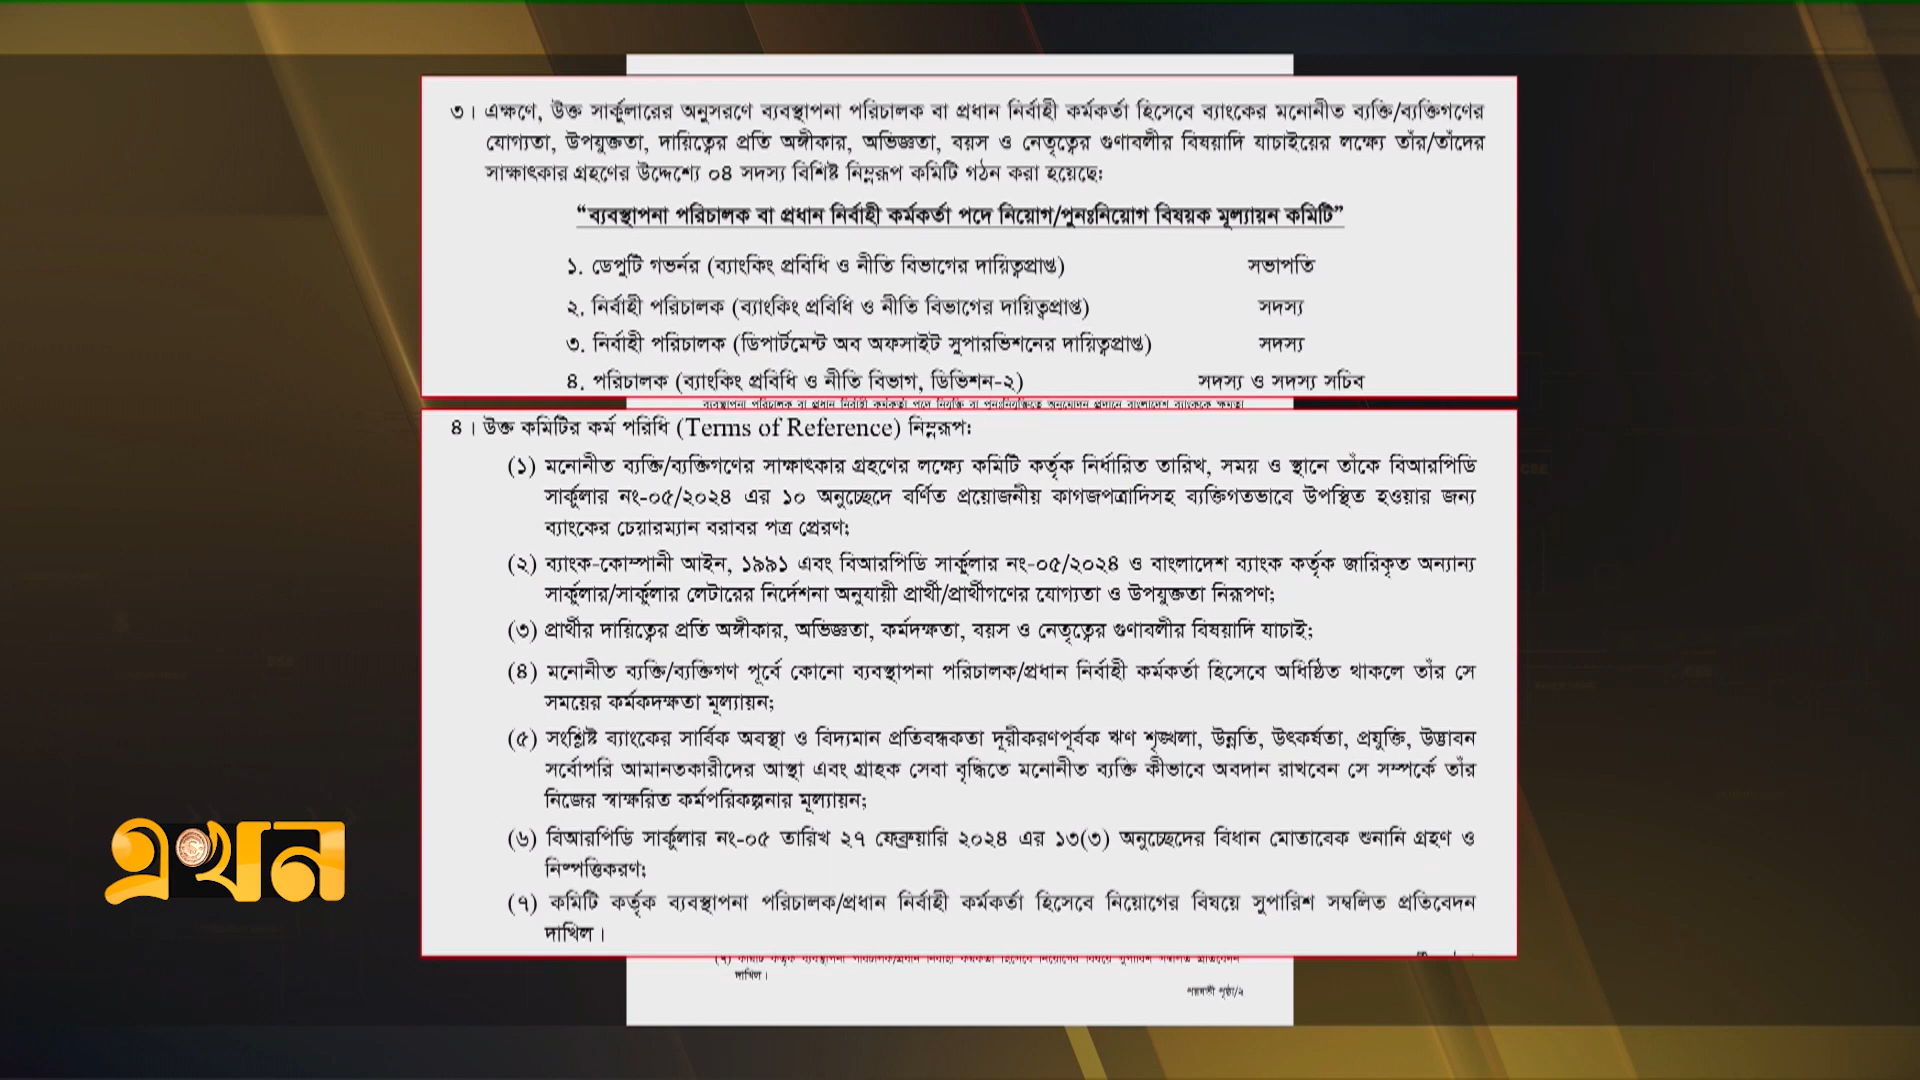 ৩। এক্ষণে, উক্ত সার্কুলারের অনুসরণে ব্যবস্থাপনা পরিচালক বা প্রধান নির্বাহী কর্মকর্তা হিসেবে ব্যাংকের মনোনীত ব্যক্তি/ব্যক্তিগণের
যোগ্যতা, উপযুক্ততা, দায়িত্বের প্রতি অঙ্গীকার, অভিজ্ঞতা, বয়স ও নেতৃত্বের গুণাবলীর বিষয়াদি যাচাইয়ের লক্ষ্যে তাঁর/তাঁদের
সাক্ষাৎকার গ্রহণের উদ্দেশ্যে ০৪ সদস্য বিশিষ্ট নিম্নরূপ কমিটি গঠন করা হয়েছে:
“ব্যবস্থাপনা পরিচালক বা প্রধান নির্বাহী কর্মকর্তা পদে নিয়োগ/পুনঃনিয়োগ বিষয়ক মূল্যায়ন কমিটি”
১. ডেপুটি গভর্নর (ব্যাংকিং প্রবিধি ও নীতি বিভাগের দায়িত্বপ্রাপ্ত) সভাপতি
২. নির্বাহী পরিচালক (ব্যাংকিং প্রবিধি ও নীতি বিভাগের দায়িত্বপ্রাপ্ত) সদস্য
৩. নির্বাহী পরিচালক (ডিপার্টমেন্ট অব অফসাইট সুপারভিশনের দায়িত্বপ্রাপ্ত) সদস্য
৪. পরিচালক (ব্যাংকিং প্রবিধি ও নীতি বিভাগ, ডিভিশন-২) সদস্য ও সদস্য সচিব
৪। উক্ত কমিটির কর্ম পরিধি (Terms of Reference) নিম্নরূপ:
(১) মনোনীত ব্যক্তি/ব্যক্তিগণের সাক্ষাৎকার গ্রহণের লক্ষ্যে কমিটি কর্তৃক নির্ধারিত তারিখ, সময় ও স্থানে তাঁকে বিআরপিডি
সার্কুলার নং-০৫/২০২৪ এর ১০ অনুচ্ছেদে বর্ণিত প্রয়োজনীয় কাগজপত্রাদিসহ ব্যক্তিগতভাবে উপস্থিত হওয়ার জন্য
ব্যাংকের চেয়ারম্যান বরাবর পত্র প্রেরণ;
(২) ব্যাংক-কোম্পানী আইন, ১৯৯১ এবং বিআরপিডি সার্কুলার নং-০৫/২০২৪ ও বাংলাদেশ ব্যাংক কর্তৃক জারিকৃত অন্যান্য
সার্কুলার/সার্কুলার লেটারের নির্দেশনা অনুযায়ী প্রার্থী/প্রার্থীগণের যোগ্যতা ও উপযুক্ততা নিরূপণ;
(৩) প্রার্থীর দায়িত্বের প্রতি অঙ্গীকার, অভিজ্ঞতা, কর্মদক্ষতা, বয়স ও নেতৃত্বের গুণাবলীর বিষয়াদি যাচাই;
(৪) মনোনীত ব্যক্তি/ব্যক্তিগণ পূর্বে কোনো ব্যবস্থাপনা পরিচালক/প্রধান নির্বাহী কর্মকর্তা হিসেবে অধিষ্ঠিত থাকলে তাঁর সে
সময়ের কর্মকদক্ষতা মূল্যায়ন;
(৫) সংশ্লিষ্ট ব্যাংকের সার্বিক অবস্থা ও বিদ্যমান প্রতিবন্ধকতা দূরীকরণপূর্বক ঋণ শৃঙ্খলা, উন্নতি, উৎকর্ষতা, প্রযুক্তি, উদ্ভাবন
সর্বোপরি আমানতকারীদের আস্থা এবং গ্রাহক সেবা বৃদ্ধিতে মনোনীত ব্যক্তি কীভাবে অবদান রাখবেন সে সম্পর্কে তাঁর
নিজের স্বাক্ষরিত কর্মপরিকল্পনার মূল্যায়ন;
(৬) বিআরপিডি সার্কুলার নং-০৫ তারিখ ২৭ ফেব্রুয়ারি ২০২৪ এর ১৩(৩) অনুচ্ছেদের বিধান মোতাবেক শুনানি গ্রহণ ও
নিষ্পত্তিকরণ;
(৭) কমিটি কর্তৃক ব্যবস্থাপনা পরিচালক/প্রধান নির্বাহী কর্মকর্তা হিসেবে নিয়োগের বিষয়ে সুপারিশ সম্বলিত প্রতিবেদন
দাখিল।
দাখিল।
পরবর্তী পৃষ্ঠা/২
এখন